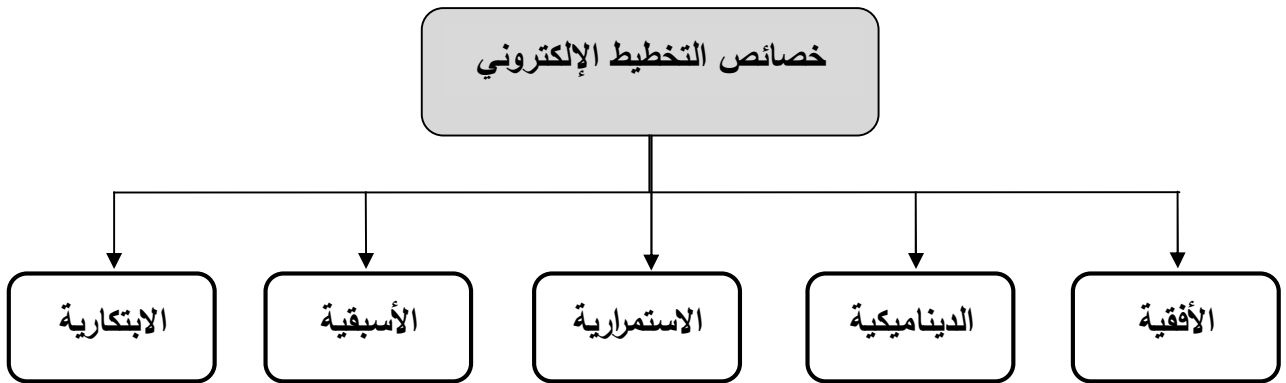 خصائص التخطيط الإلكتروني
الأفقية
الديناميكية
الاستمرارية
الأسبقية
الابتكارية